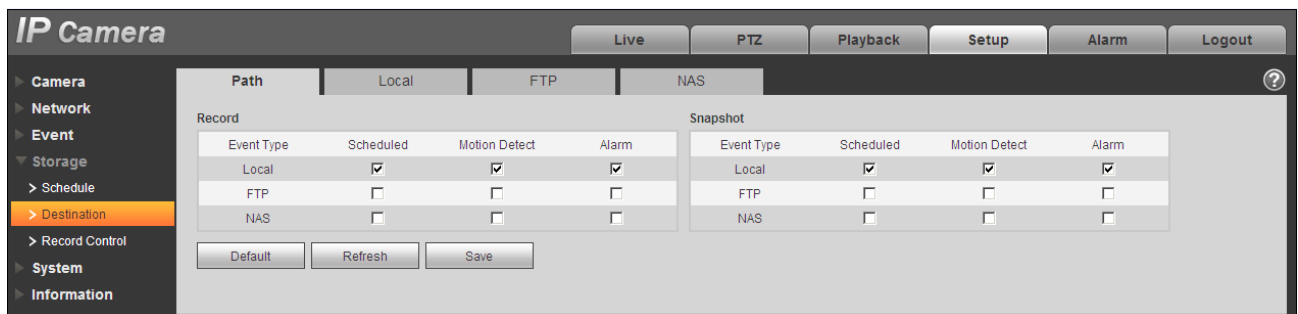 IP Camera
Live PTZ Playback Setup Alarm Logout
Camera
Network
Event
Storage
> Schedule
> Destination
> Record Control
System
Information
Path Local FTP NAS ?
Record
Event Type Scheduled Motion Detect Alarm
Local
FTP
NAS
Snapshot
Event Type Scheduled Motion Detect Alarm
Local
FTP
NAS
Default Refresh Save